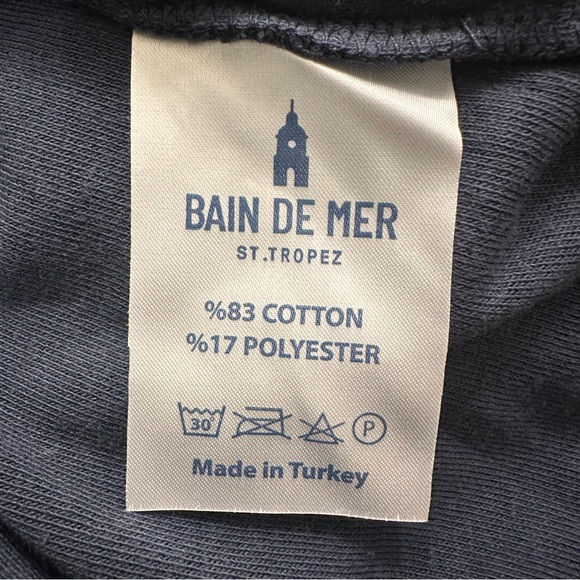 BAIN DE MER
ST.TROPEZ
%83 COTTON
%17 POLYESTER
30° P
Made in Turkey